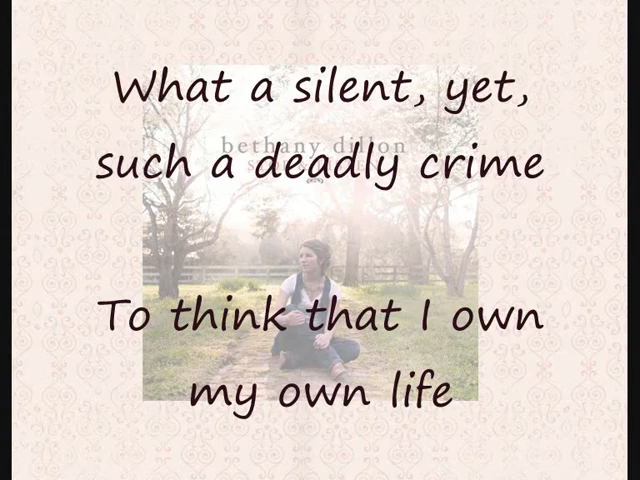 What a silent, yet,
bethany dillon
such a deadly crime
To think that I own
my own life